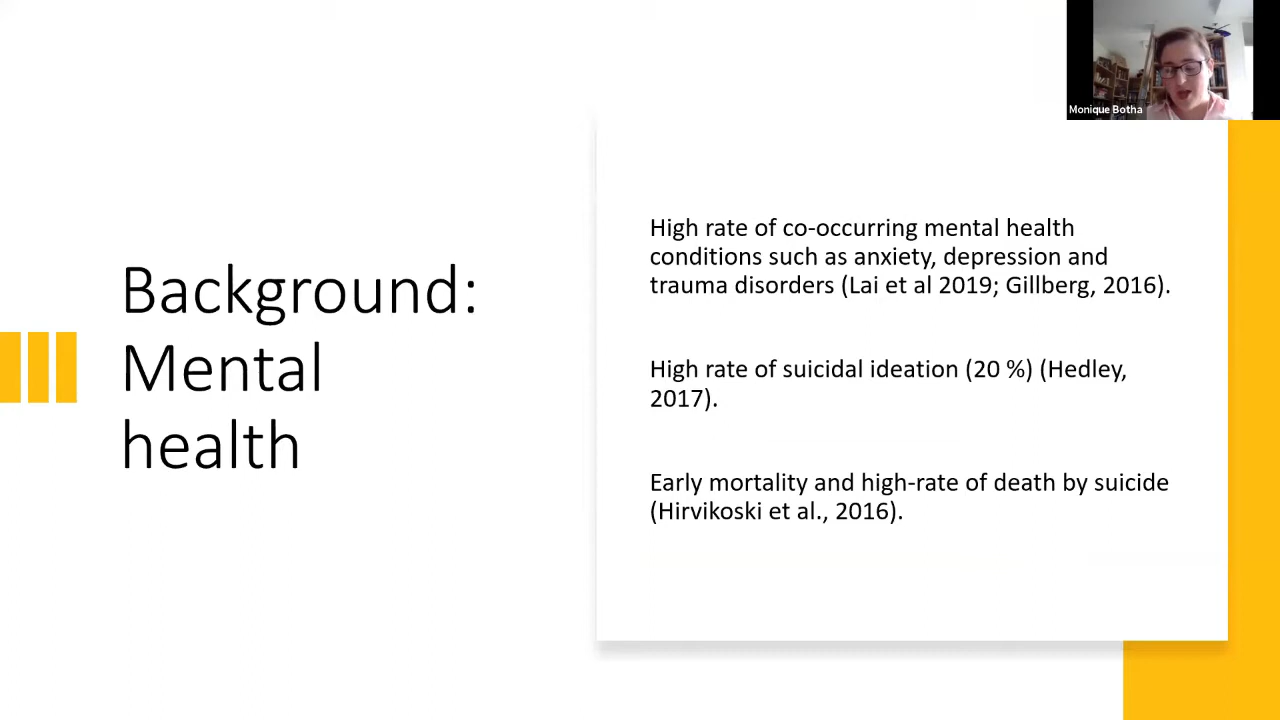 Monique Botha
Background:
Mental
health
High rate of co-occurring mental health
conditions such as anxiety, depression and
trauma disorders (Lai et al 2019; Gillberg, 2016).
High rate of suicidal ideation (20 %) (Hedley,
2017).
Early mortality and high-rate of death by suicide
(Hirvikoski et al., 2016).